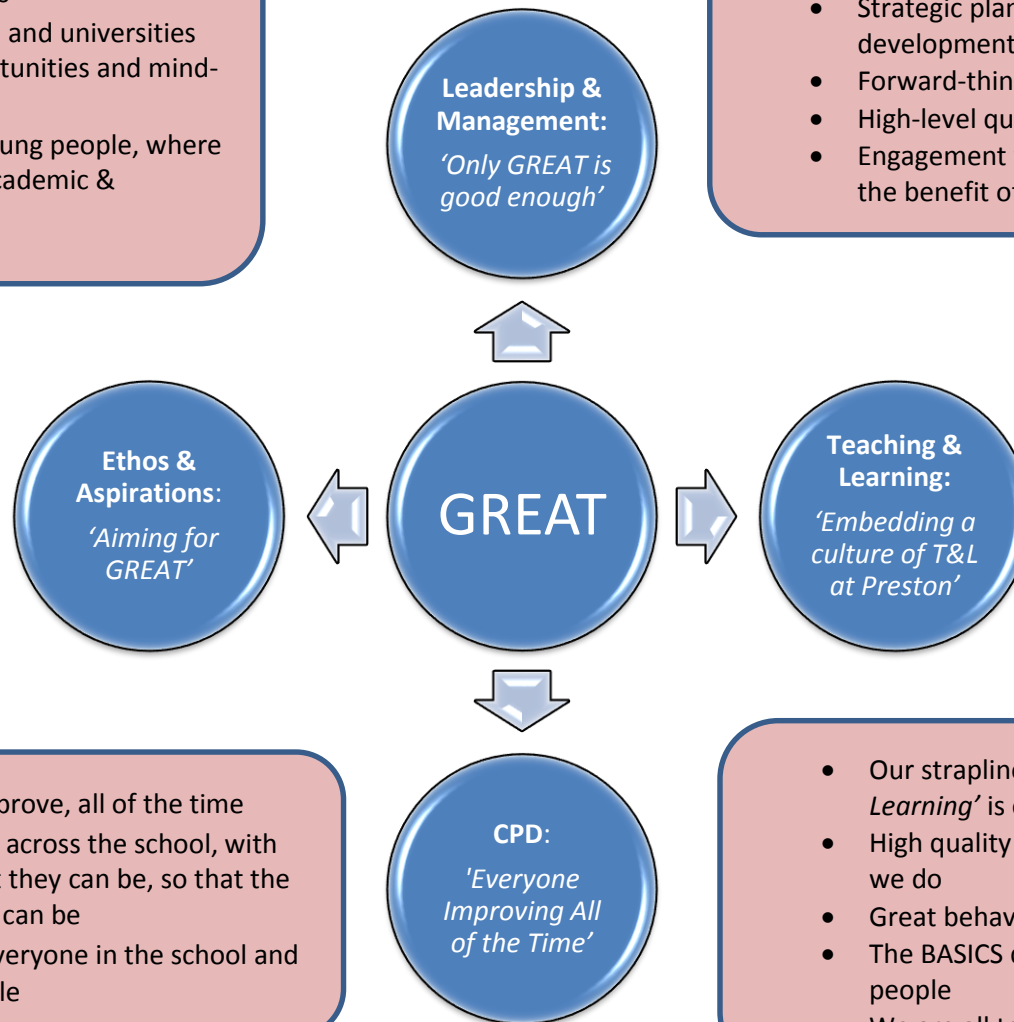 and universities
tunities and mind-
ung people, where
cademic &
Leadership &
Management:
‘Only GREAT is
good enough’
• Strategic plan
development
• Forward-thin
• High-level qu
• Engagement
the benefit of
Ethos &
Aspirations:
‘Aiming for
GREAT’
GREAT
Teaching &
Learning:
‘Embedding a
culture of T&L
at Preston’
prove, all of the time
across the school, with
t they can be, so that the
can be
veryone in the school and
le
CPD:
'Everyone
Improving All
of the Time’
• Our strapline
Learning’ is
• High quality
we do
• Great behav
• The BASICS
people